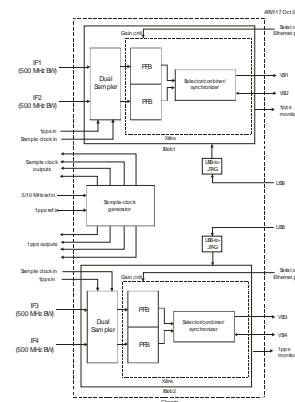 ARW 17 Oct 0
Gain cntl
Serial o
Ethernet p
IF1
(500 MHz BW)
PFB
Dual
Sampler
Selector/combiner/
synchronizer
VSI1
IF2
(500 MHz BW)
PFB
VSI2
1pps
monito
1pps in
Sample clock in
Xilinx
IBob1
Sample clock
outputs
USB-to-
JTAG
USB
5/10 MHz ref in
Sample-clock
generator
1pps ref in
USB
1pps outputs
USB-to-
JTAG
Sample clock in
1pps in
Gain cntl
Serial o
Ethernet p
IF3
(500 MHz BW)
PFB
Dual
Sampler
Selector/combiner/
synchronizer
VSI3
IF4
(500 MHz BW)
PFB
VSI4
1pps
monito
Xilinx
IBob2
Chassis